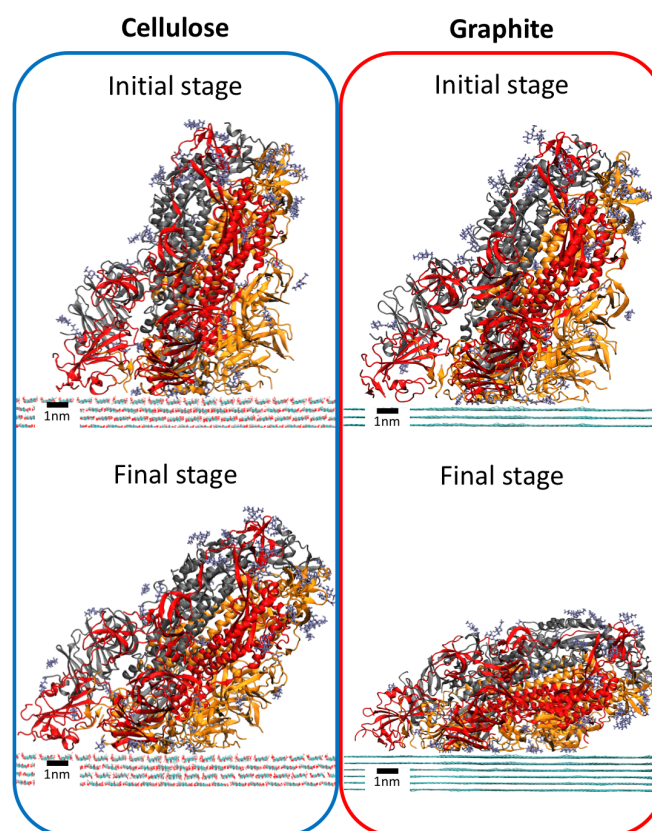 Cellulose
Graphite
Initial stage
Initial stage
1nm
1nm
Final stage
Final stage
1nm
1nm